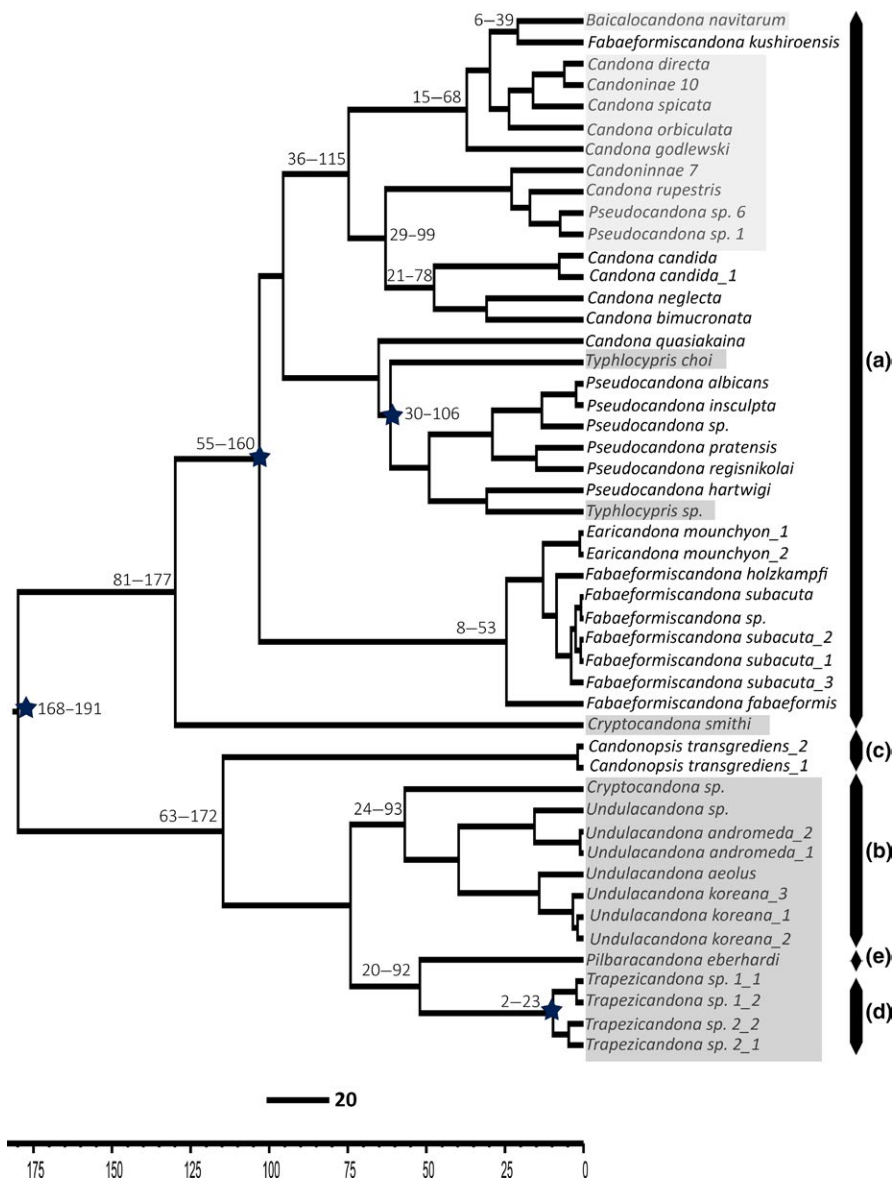 6–39
Baicalocandona navitarum
Fabaeformiscandona kushiroensis
Candona directa
Candoninae 10
15–68
Candona spicata
Candona orbiculata
Candona godlewski
36–115
Candoninnae 7
Candona rupestris
Pseudocandona sp. 6
29–99
Pseudocandona sp. 1
Candona candida
21–78
Candona candida_1
Candona neglecta
Candona bimucronata
Candona quasiakaina
Typhlocypris choi
(a)
Pseudocandona albicans
Pseudocandona insculpta
30–106
Pseudocandona sp.
55–160
Pseudocandona pratensis
Pseudocandona regisnikolai
Pseudocandona hartwigi
Typhlocypris sp.
Earicandona mounchyon_1
Earicandona mounchyon_2
81–177
Fabaeformiscandona holzkampfi
Fabaeformiscandona subacuta
Fabaeformiscandona sp.
8–53
Fabaeformiscandona subacuta_2
Fabaeformiscandona subacuta_1
Fabaeformiscandona subacuta_3
Fabaeformiscandona fabaeformis
168–191
Cryptocandona smithi
Candonopsis transgrediens_2
(c)
Candonopsis transgrediens_1
Cryptocandona sp.
63–172
24–93
Undulacandona sp.
Undulacandona andromeda_2
Undulacandona andromeda_1
(b)
Undulacandona aeolus
Undulacandona koreana_3
Undulacandona koreana_1
Undulacandona koreana_2
Pilbaracandona eberhardi
(e)
20–92
Trapezicandona sp. 1_1
2–23
Trapezicandona sp. 1_2
(d)
Trapezicandona sp. 2_2
Trapezicandona sp. 2_1
20
175 150 125 100 75 50 25 0